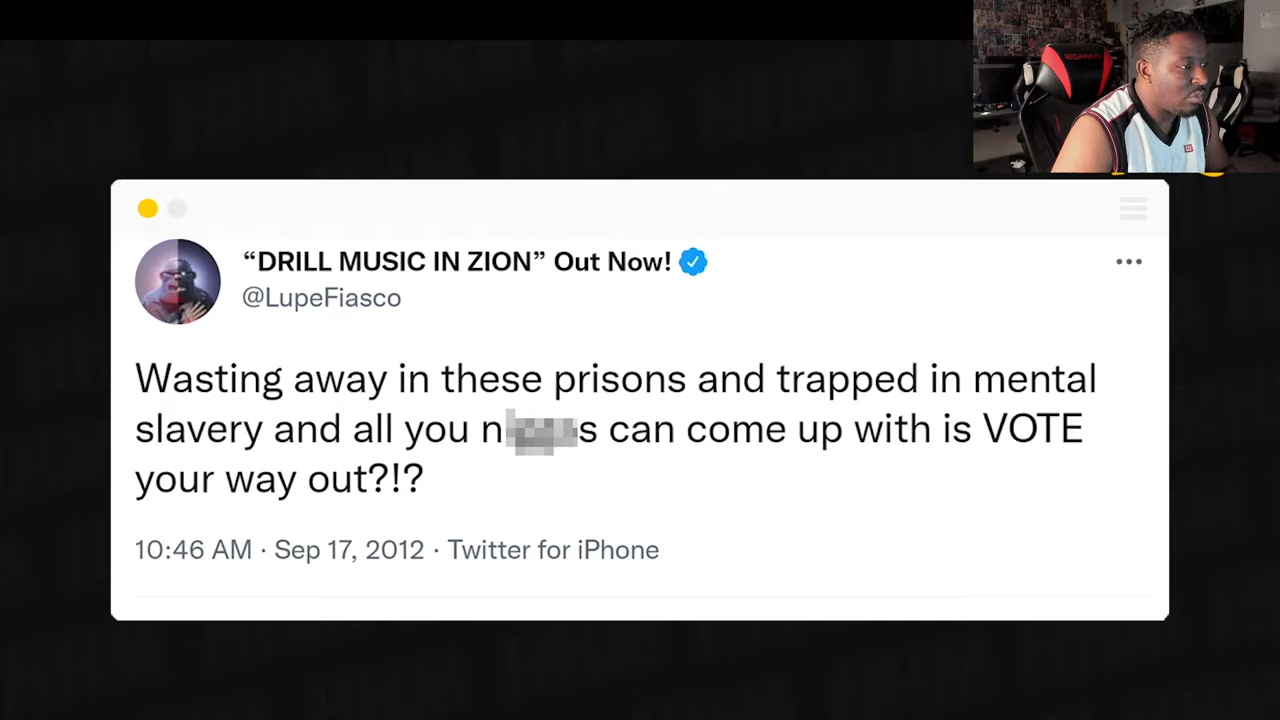 “DRILL MUSIC IN ZION” Out Now!
@LupeFiasco
Wasting away in these prisons and trapped in mental
slavery and all you n s can come up with is VOTE
your way out?!?
10:46 AM · Sep 17, 2012 · Twitter for iPhone